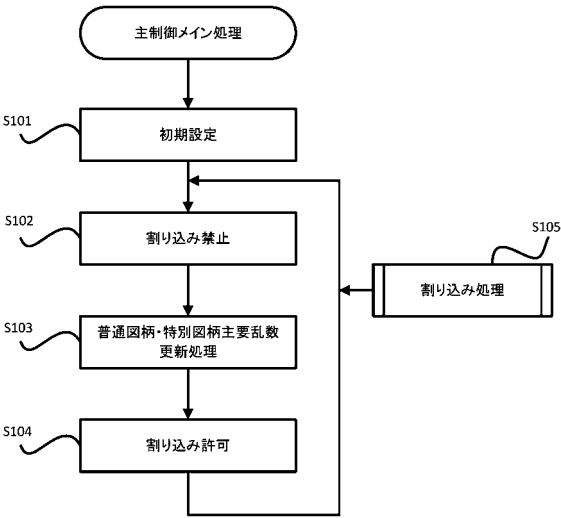 主制御メイン処理
S101
初期設定
S102
割り込み禁止
S105
割り込み処理
S103
普通図柄・特別図柄主要乱数
更新処理
S104
割り込み許可